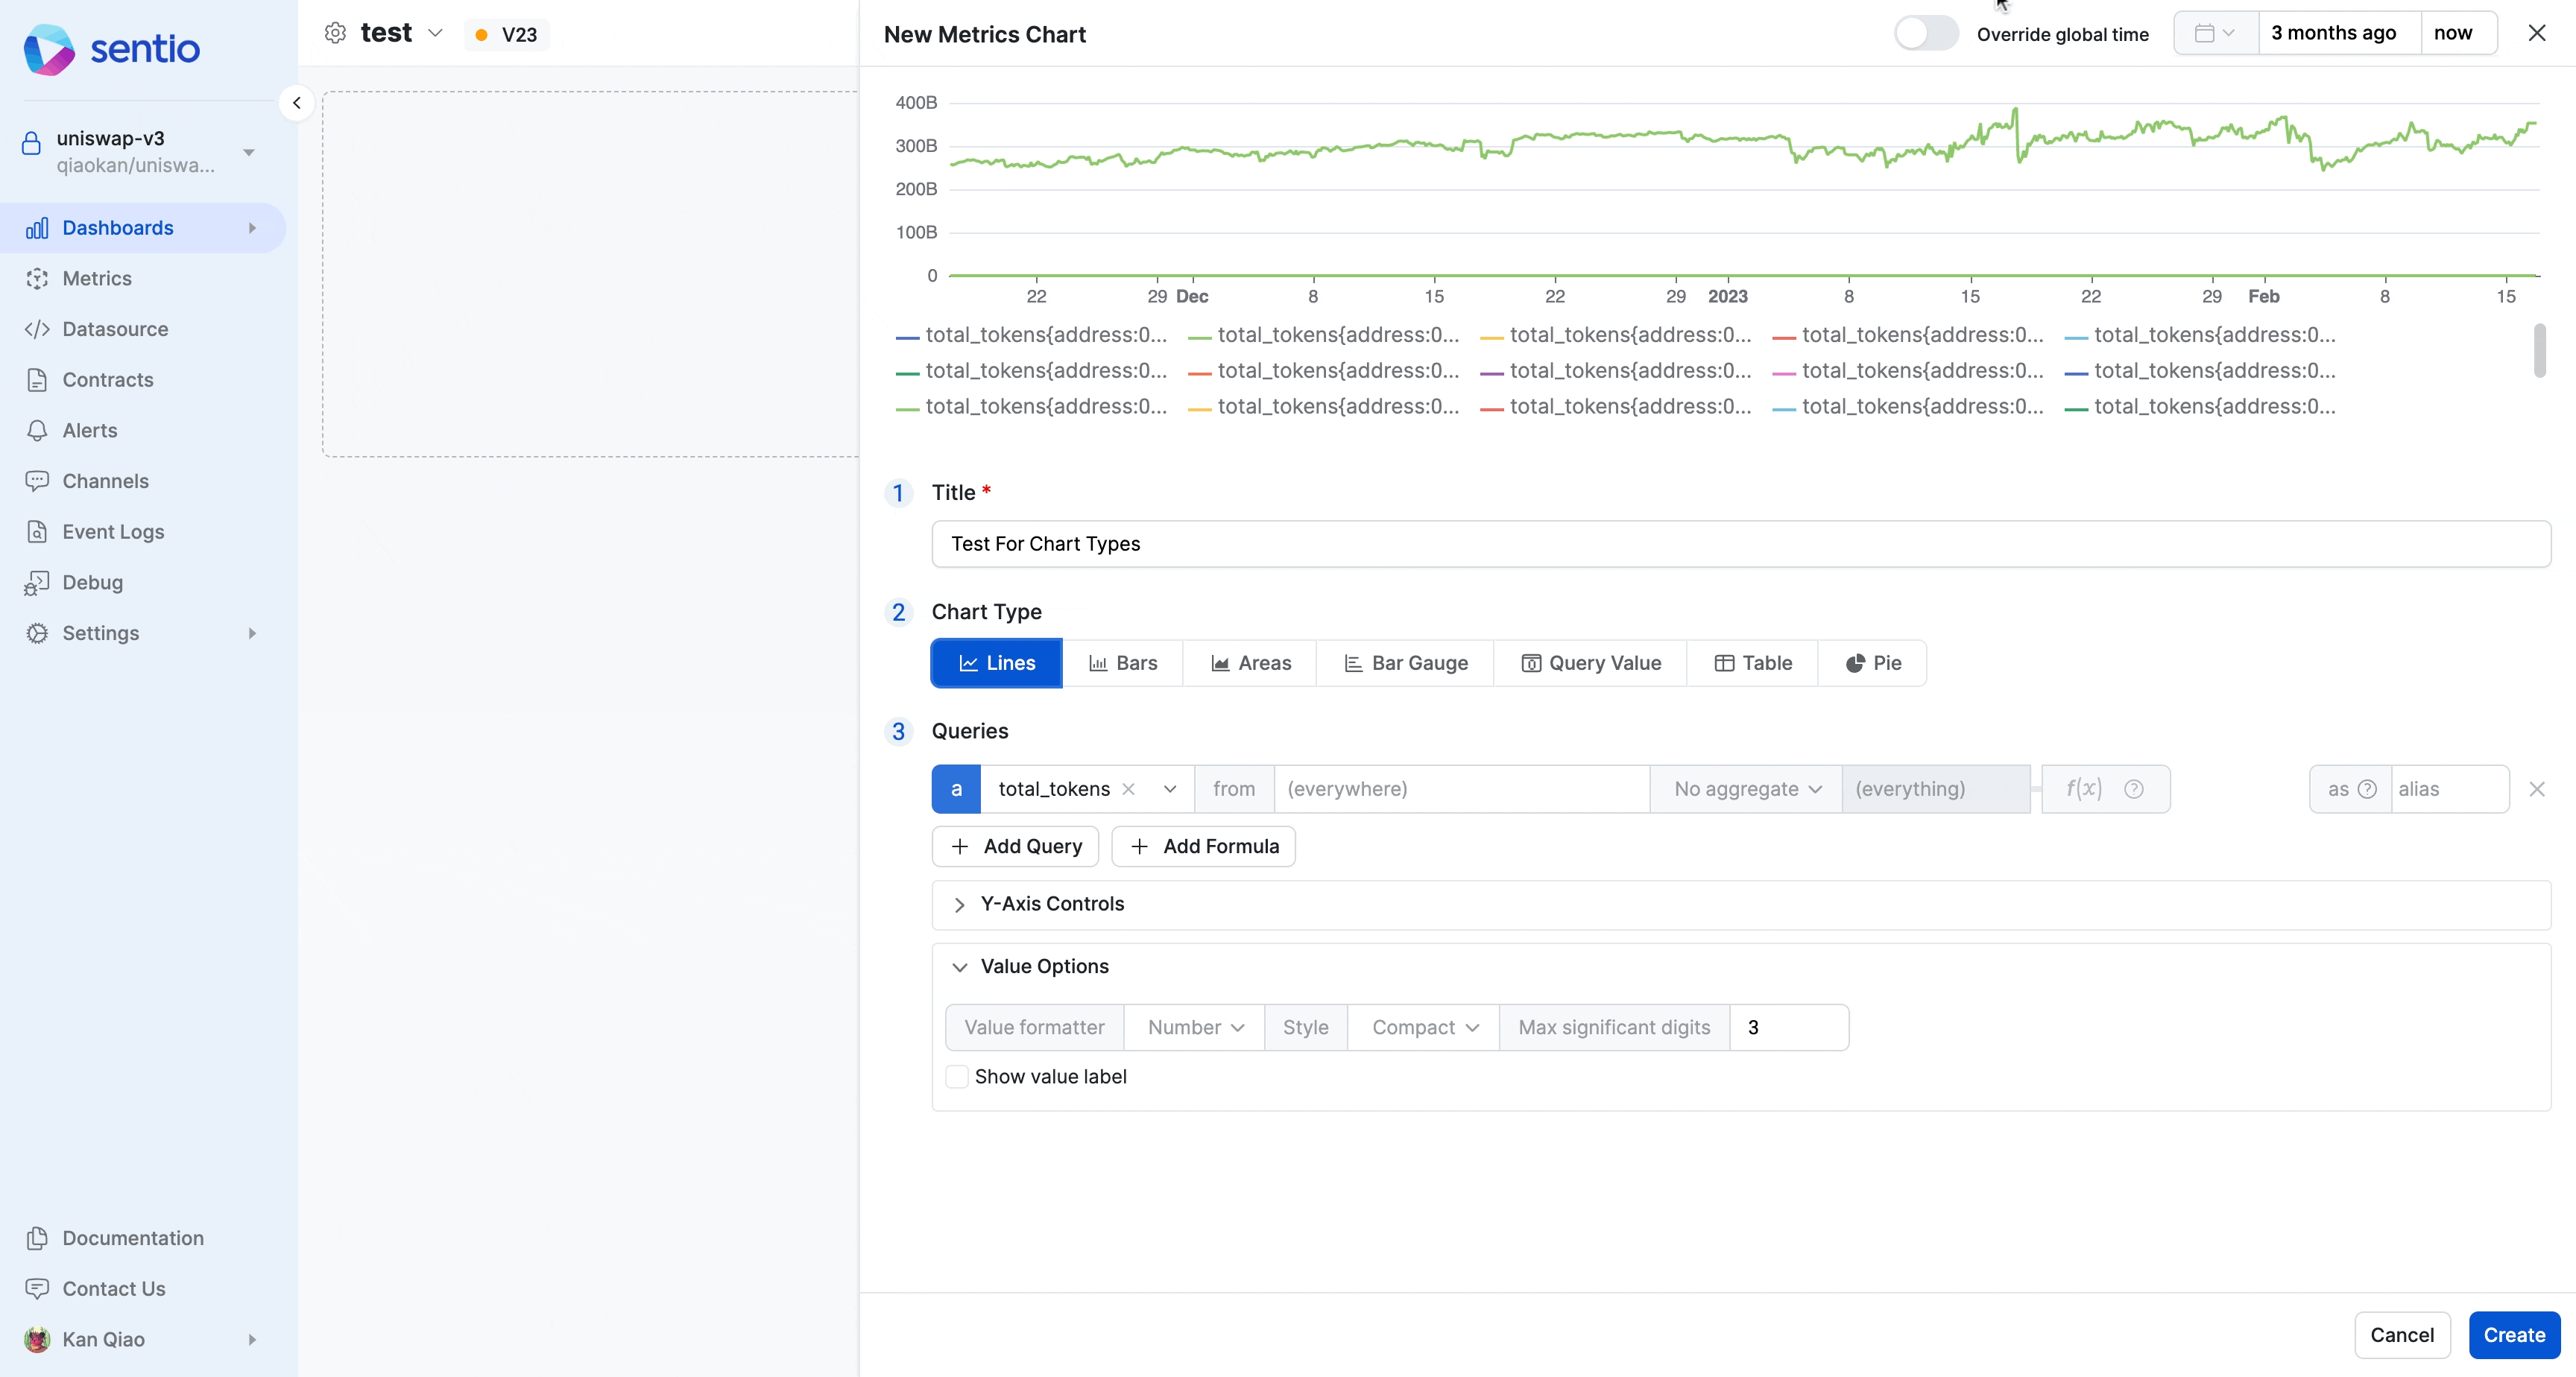 sentio
uniswap-v3
qiaokan/uniswa...
Dashboards
Metrics
Datasource
Contracts
Alerts
Channels
Event Logs
Debug
Settings
Documentation
Contact Us
Kan Qiao
test
V23
New Metrics Chart
Override global time
3 months ago
now
400B
300B
200B
100B
0
22 29 Dec 8 15 22 29 2023 8 15 22 29 Feb 8 15
total_tokens{address:0... total_tokens{address:0... total_tokens{address:0... total_tokens{address:0... total_tokens{address:0...
total_tokens{address:0... total_tokens{address:0... total_tokens{address:0... total_tokens{address:0... total_tokens{address:0...
total_tokens{address:0... total_tokens{address:0... total_tokens{address:0... total_tokens{address:0... total_tokens{address:0...
1 Title *
Test For Chart Types
2 Chart Type
Lines Bars Areas Bar Gauge Query Value Table Pie
3 Queries
a total_tokens from (everywhere) No aggregate (everything) f(x) as alias
Add Query Add Formula
Y-Axis Controls
Value Options
Value formatter Number Style Compact Max significant digits 3
Show value label
Cancel Create